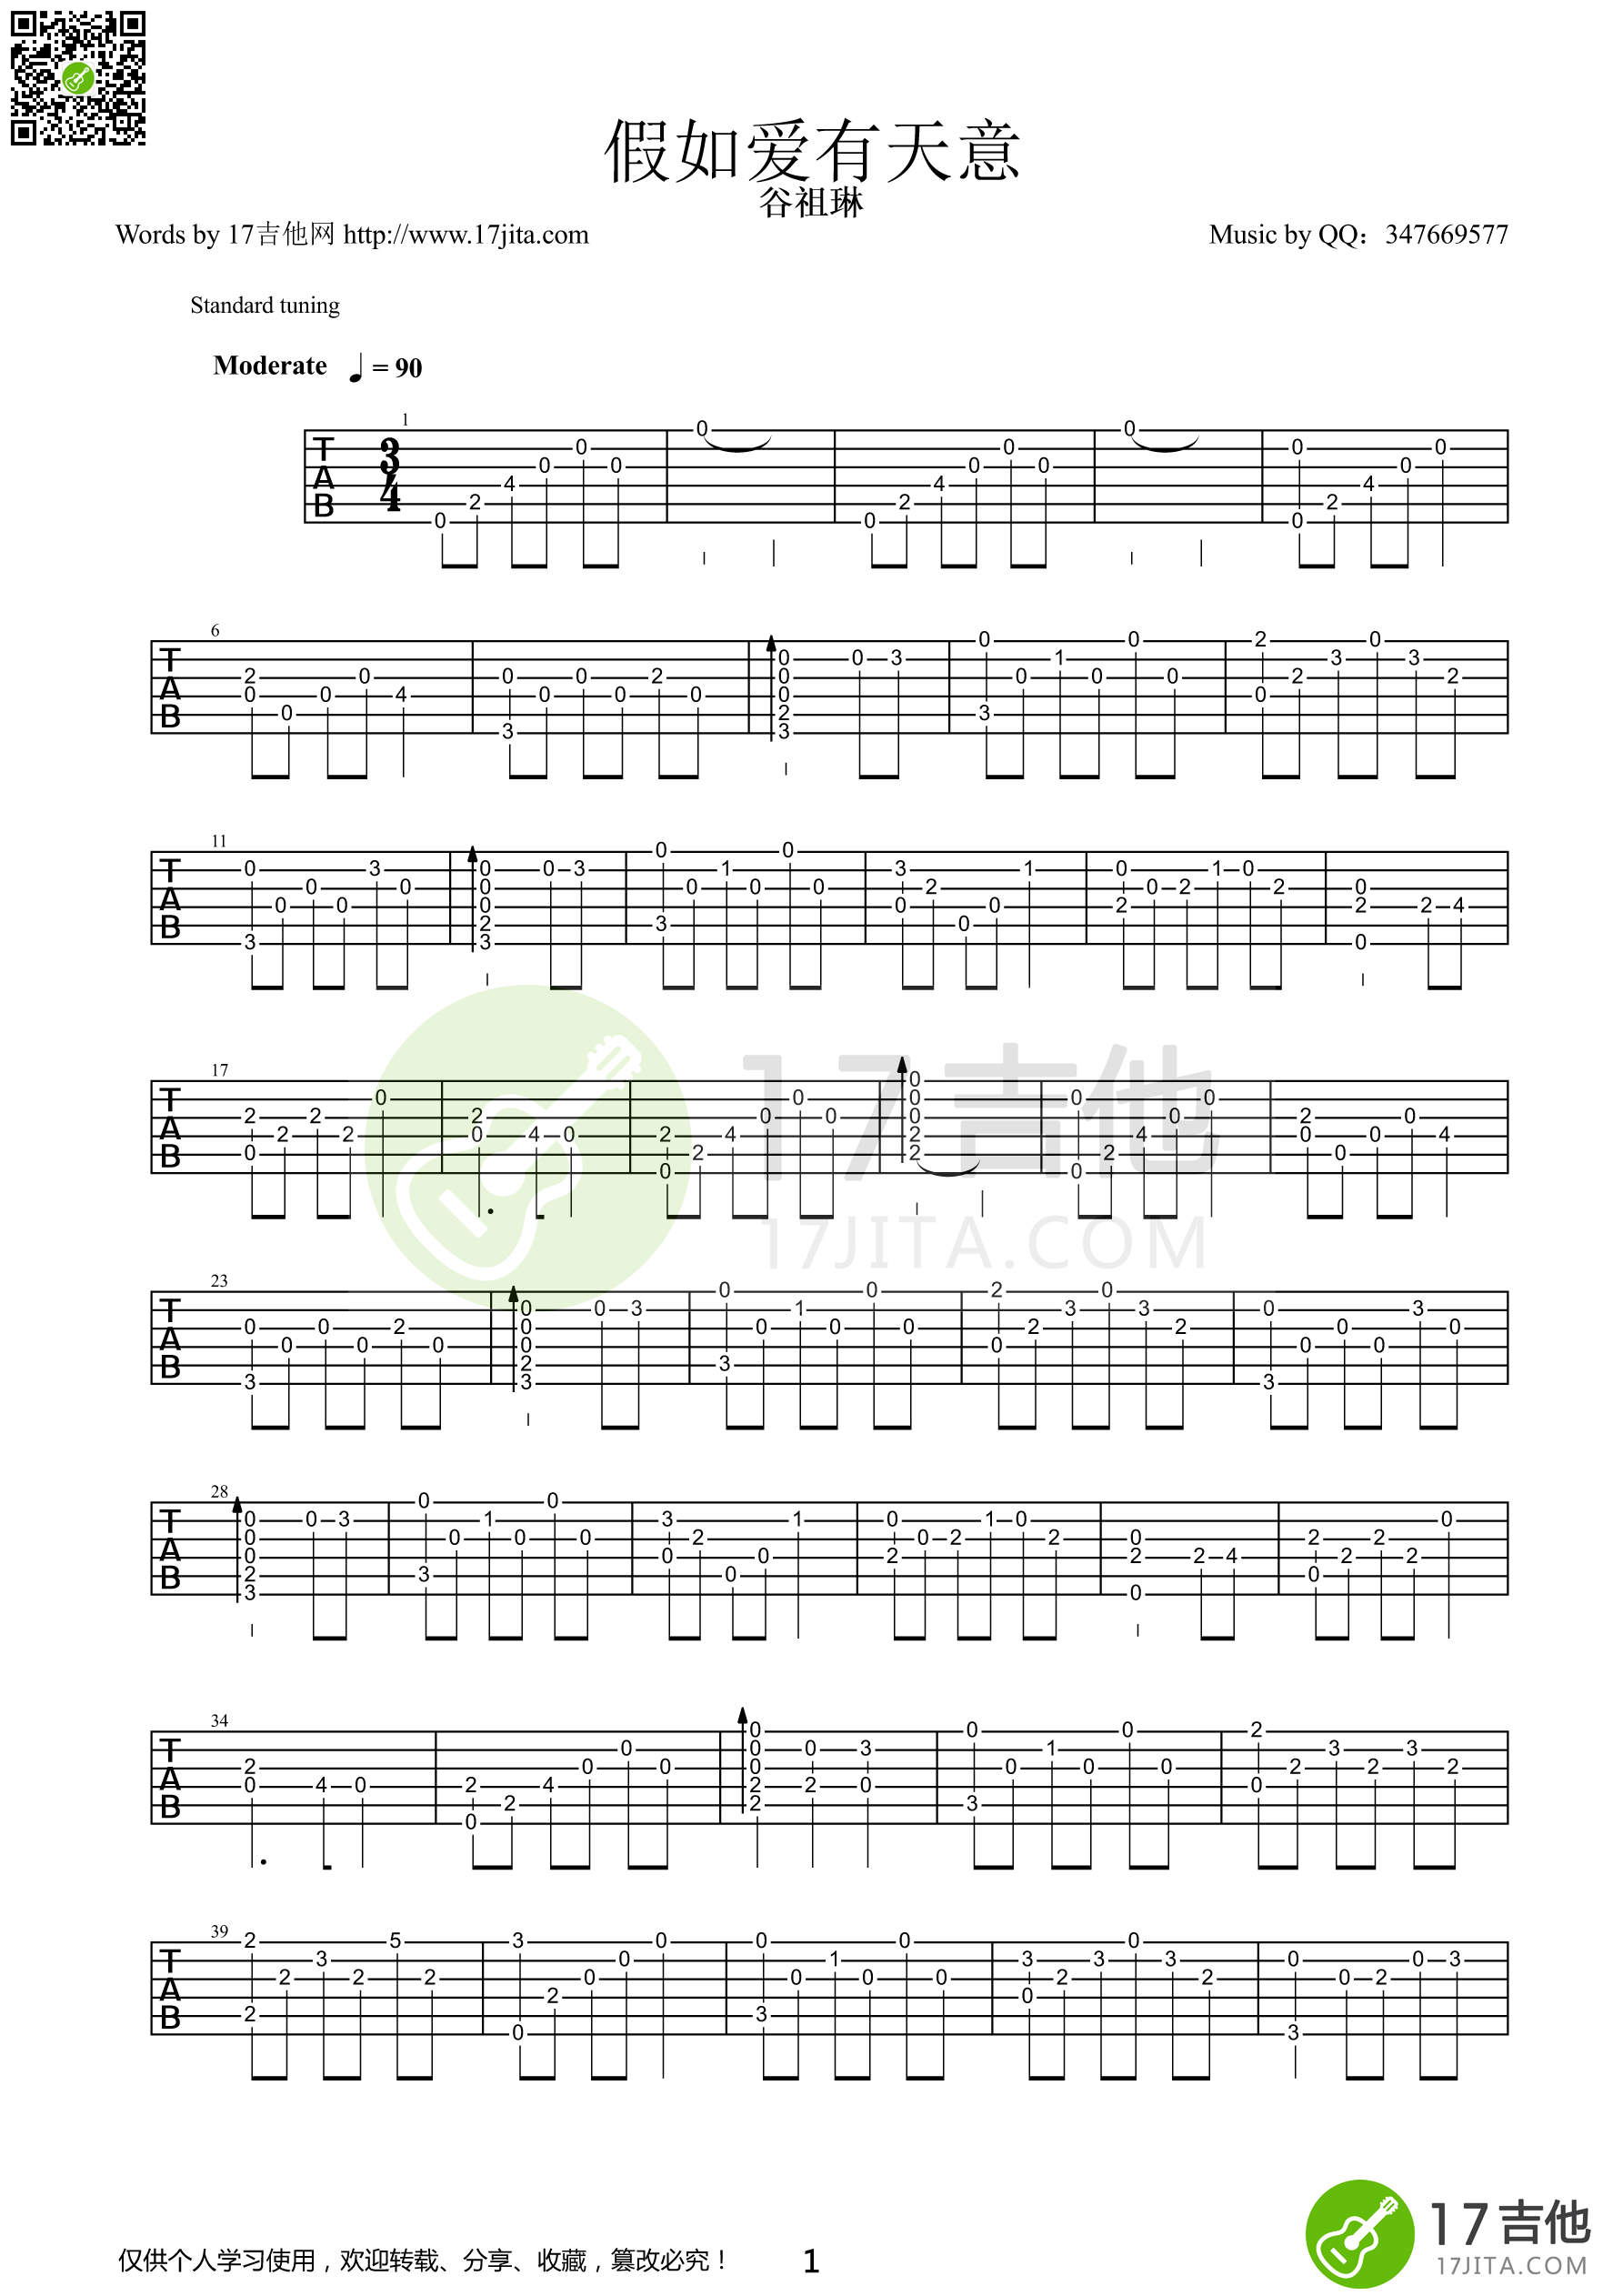 假如爱有天意
谷祖琳
Words by 17吉他网 http://www.17jita.com
Music by QQ：347669577
Standard tuning
Moderate ♩ = 90
1
6
11
17
23
28
34
39
17吉他
17JITA.COM
仅供个人学习使用，欢迎转载、分享、收藏，篡改必究！
1
17吉他
17JITA.COM